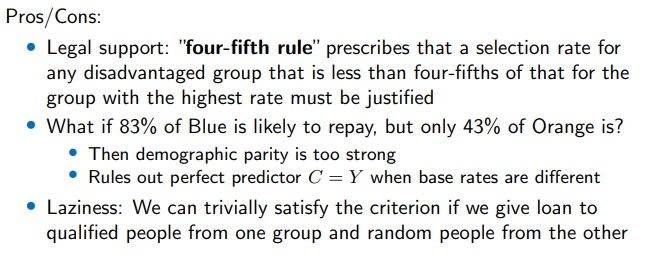 Pros/Cons:
• Legal support: "four-fifth rule" prescribes that a selection rate for
any disadvantaged group that is less than four-fifths of that for the
group with the highest rate must be justified
• What if 83% of Blue is likely to repay, but only 43% of Orange is?
• Then demographic parity is too strong
• Rules out perfect predictor C = Y when base rates are different
• Laziness: We can trivially satisfy the criterion if we give loan to
qualified people from one group and random people from the other